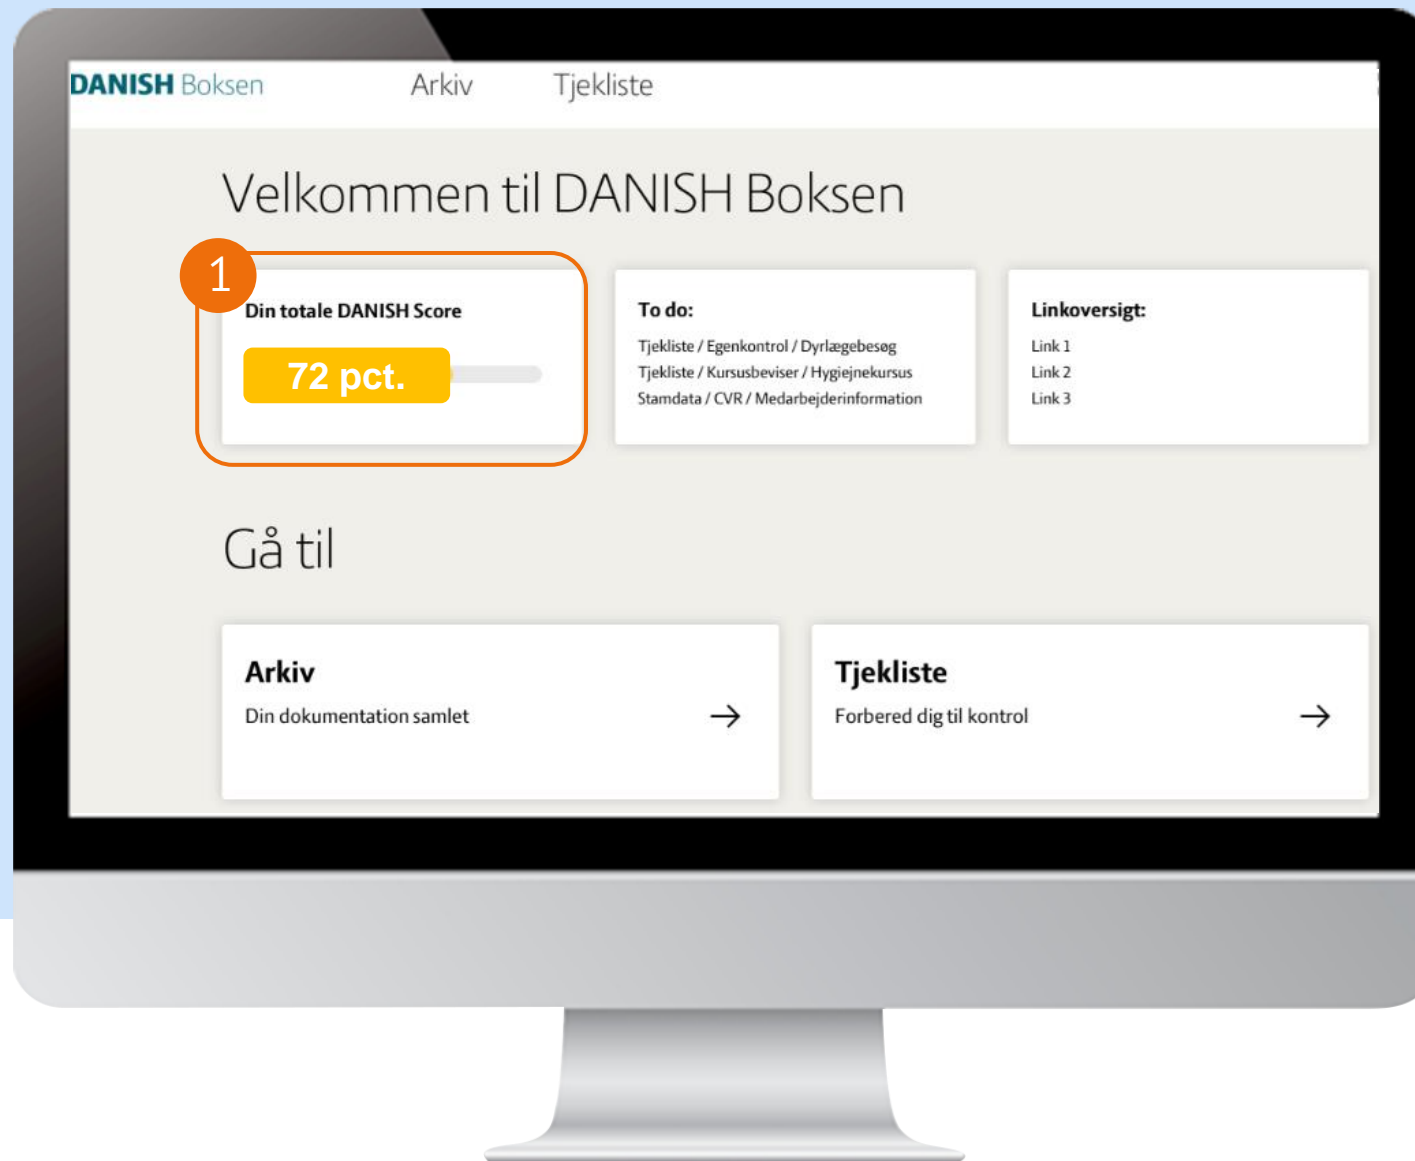 DANISH Boksen Arkiv Tjekliste
Velkommen til DANISH Boksen
1
Din totale DANISH Score
72 pct.
To do:
Tjekliste / Egenkontrol / Dyrlægebesøg
Tjekliste / Kursusbeviser / Hygiejnekursus
Stamdata / CVR / Medarbejderinformation
Linkoversigt:
Link 1
Link 2
Link 3
Gå til
Arkiv
Din dokumentation samlet
Tjekliste
Forbered dig til kontrol